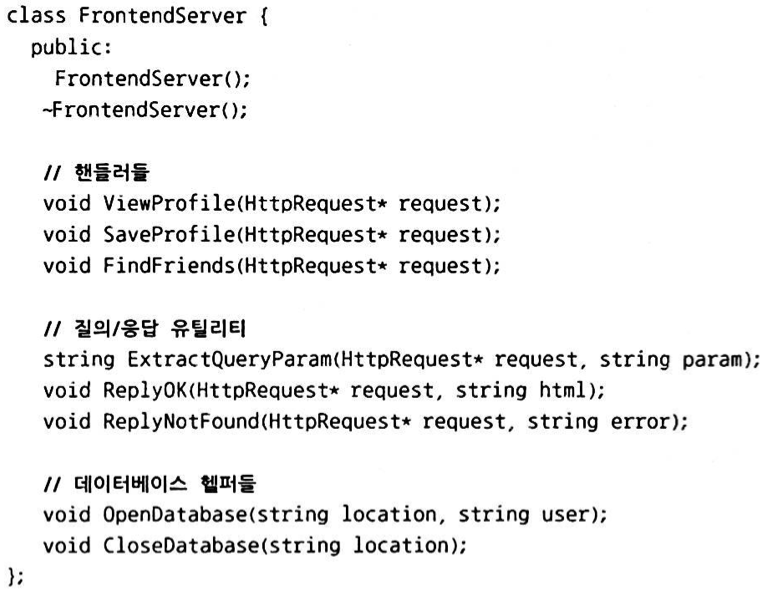 class FrontendServer {
  public:
    FrontendServer();
   ~FrontendServer();

   // 핸들러들
   void ViewProfile(HttpRequest* request);
   void SaveProfile(HttpRequest* request);
   void FindFriends(HttpRequest* request);

   // 질의/응답 유틸리티
   string ExtractQueryParam(HttpRequest* request, string param);
   void ReplyOK(HttpRequest* request, string html);
   void ReplyNotFound(HttpRequest* request, string error);

   // 데이터베이스 헬퍼들
   void OpenDatabase(string location, string user);
   void CloseDatabase(string location);
};